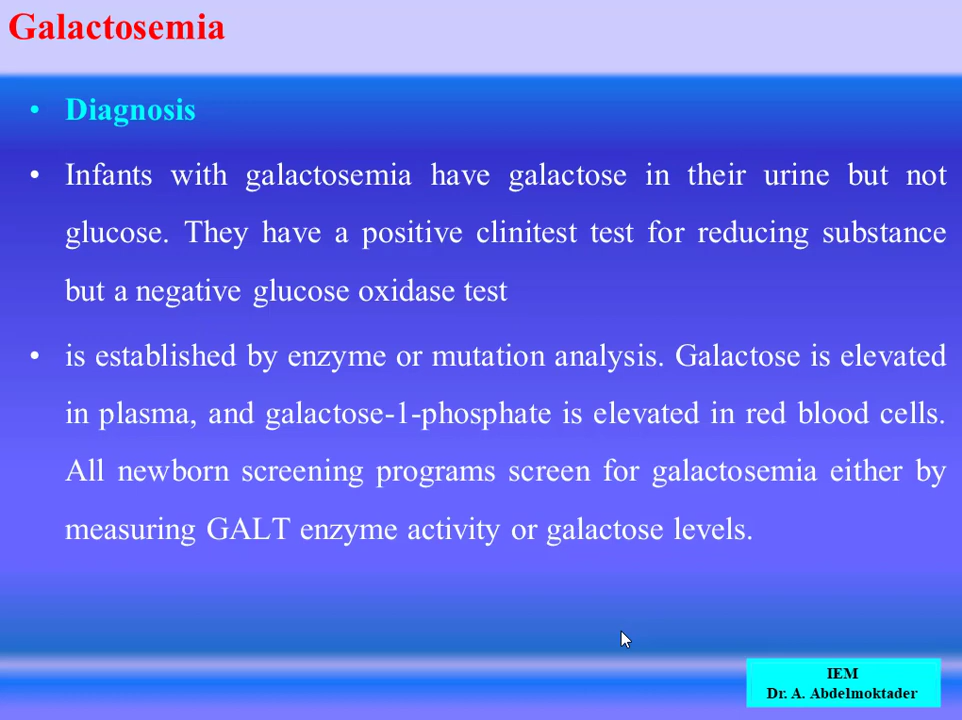 Galactosemia
• Diagnosis
• Infants with galactosemia have galactose in their urine but not
glucose. They have a positive clinitest test for reducing substance
but a negative glucose oxidase test
• is established by enzyme or mutation analysis. Galactose is elevated
in plasma, and galactose-1-phosphate is elevated in red blood cells.
All newborn screening programs screen for galactosemia either by
measuring GALT enzyme activity or galactose levels.
IEM
Dr. A. Abdelmoktader